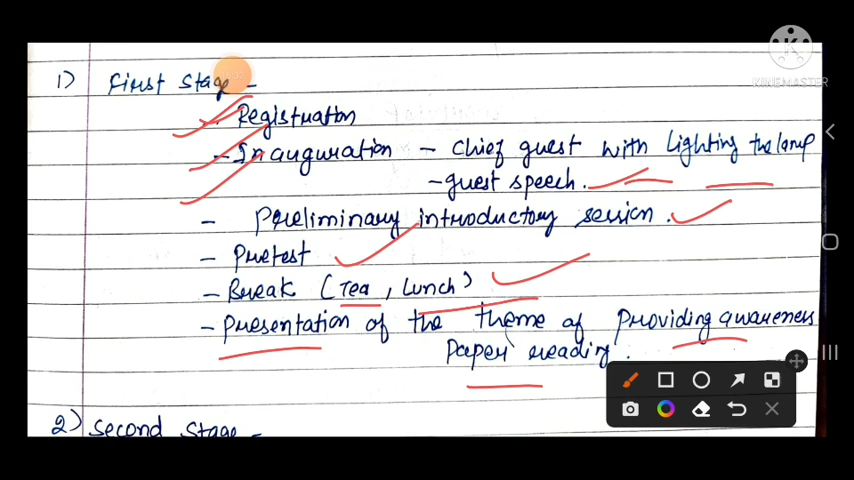 KINEMASTER
1) First stage -
- Registration
- Inauguration - chief guest with lighting the lamp
- guest speech.
- Preliminary introductory session.
- Pretest
- Break (Tea, Lunch)
- Presentation of the theme of Providing awareness
paper reading.
2) Second stage -